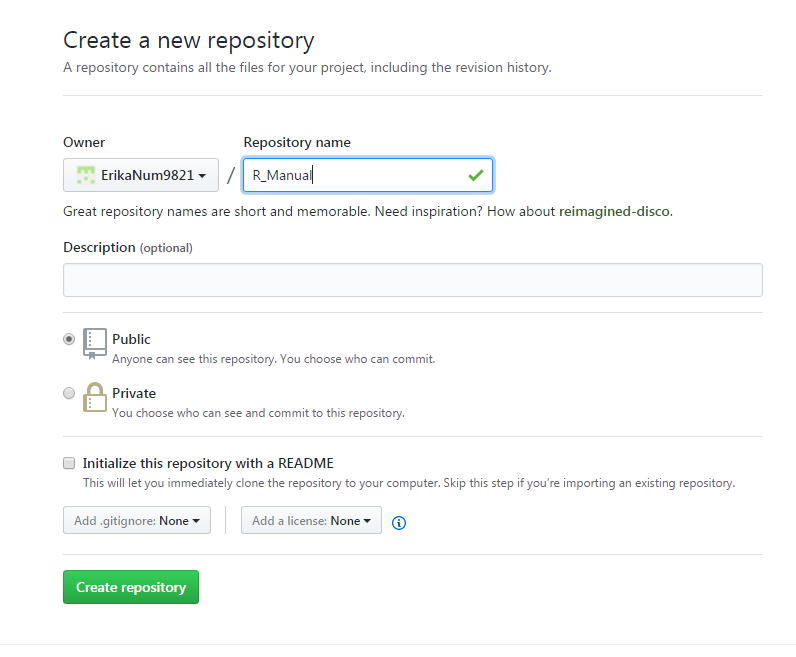 Create a new repository
A repository contains all the files for your project, including the revision history.
Owner
Repository name
ErikaNum9821
/
R_Manual
Great repository names are short and memorable. Need inspiration? How about reimagined-disco.
Description (optional)
Public
Anyone can see this repository. You choose who can commit.
Private
You choose who can see and commit to this repository.
Initialize this repository with a README
This will let you immediately clone the repository to your computer. Skip this step if you're importing an existing repository.
Add .gitignore: None
Add a license: None
Create repository